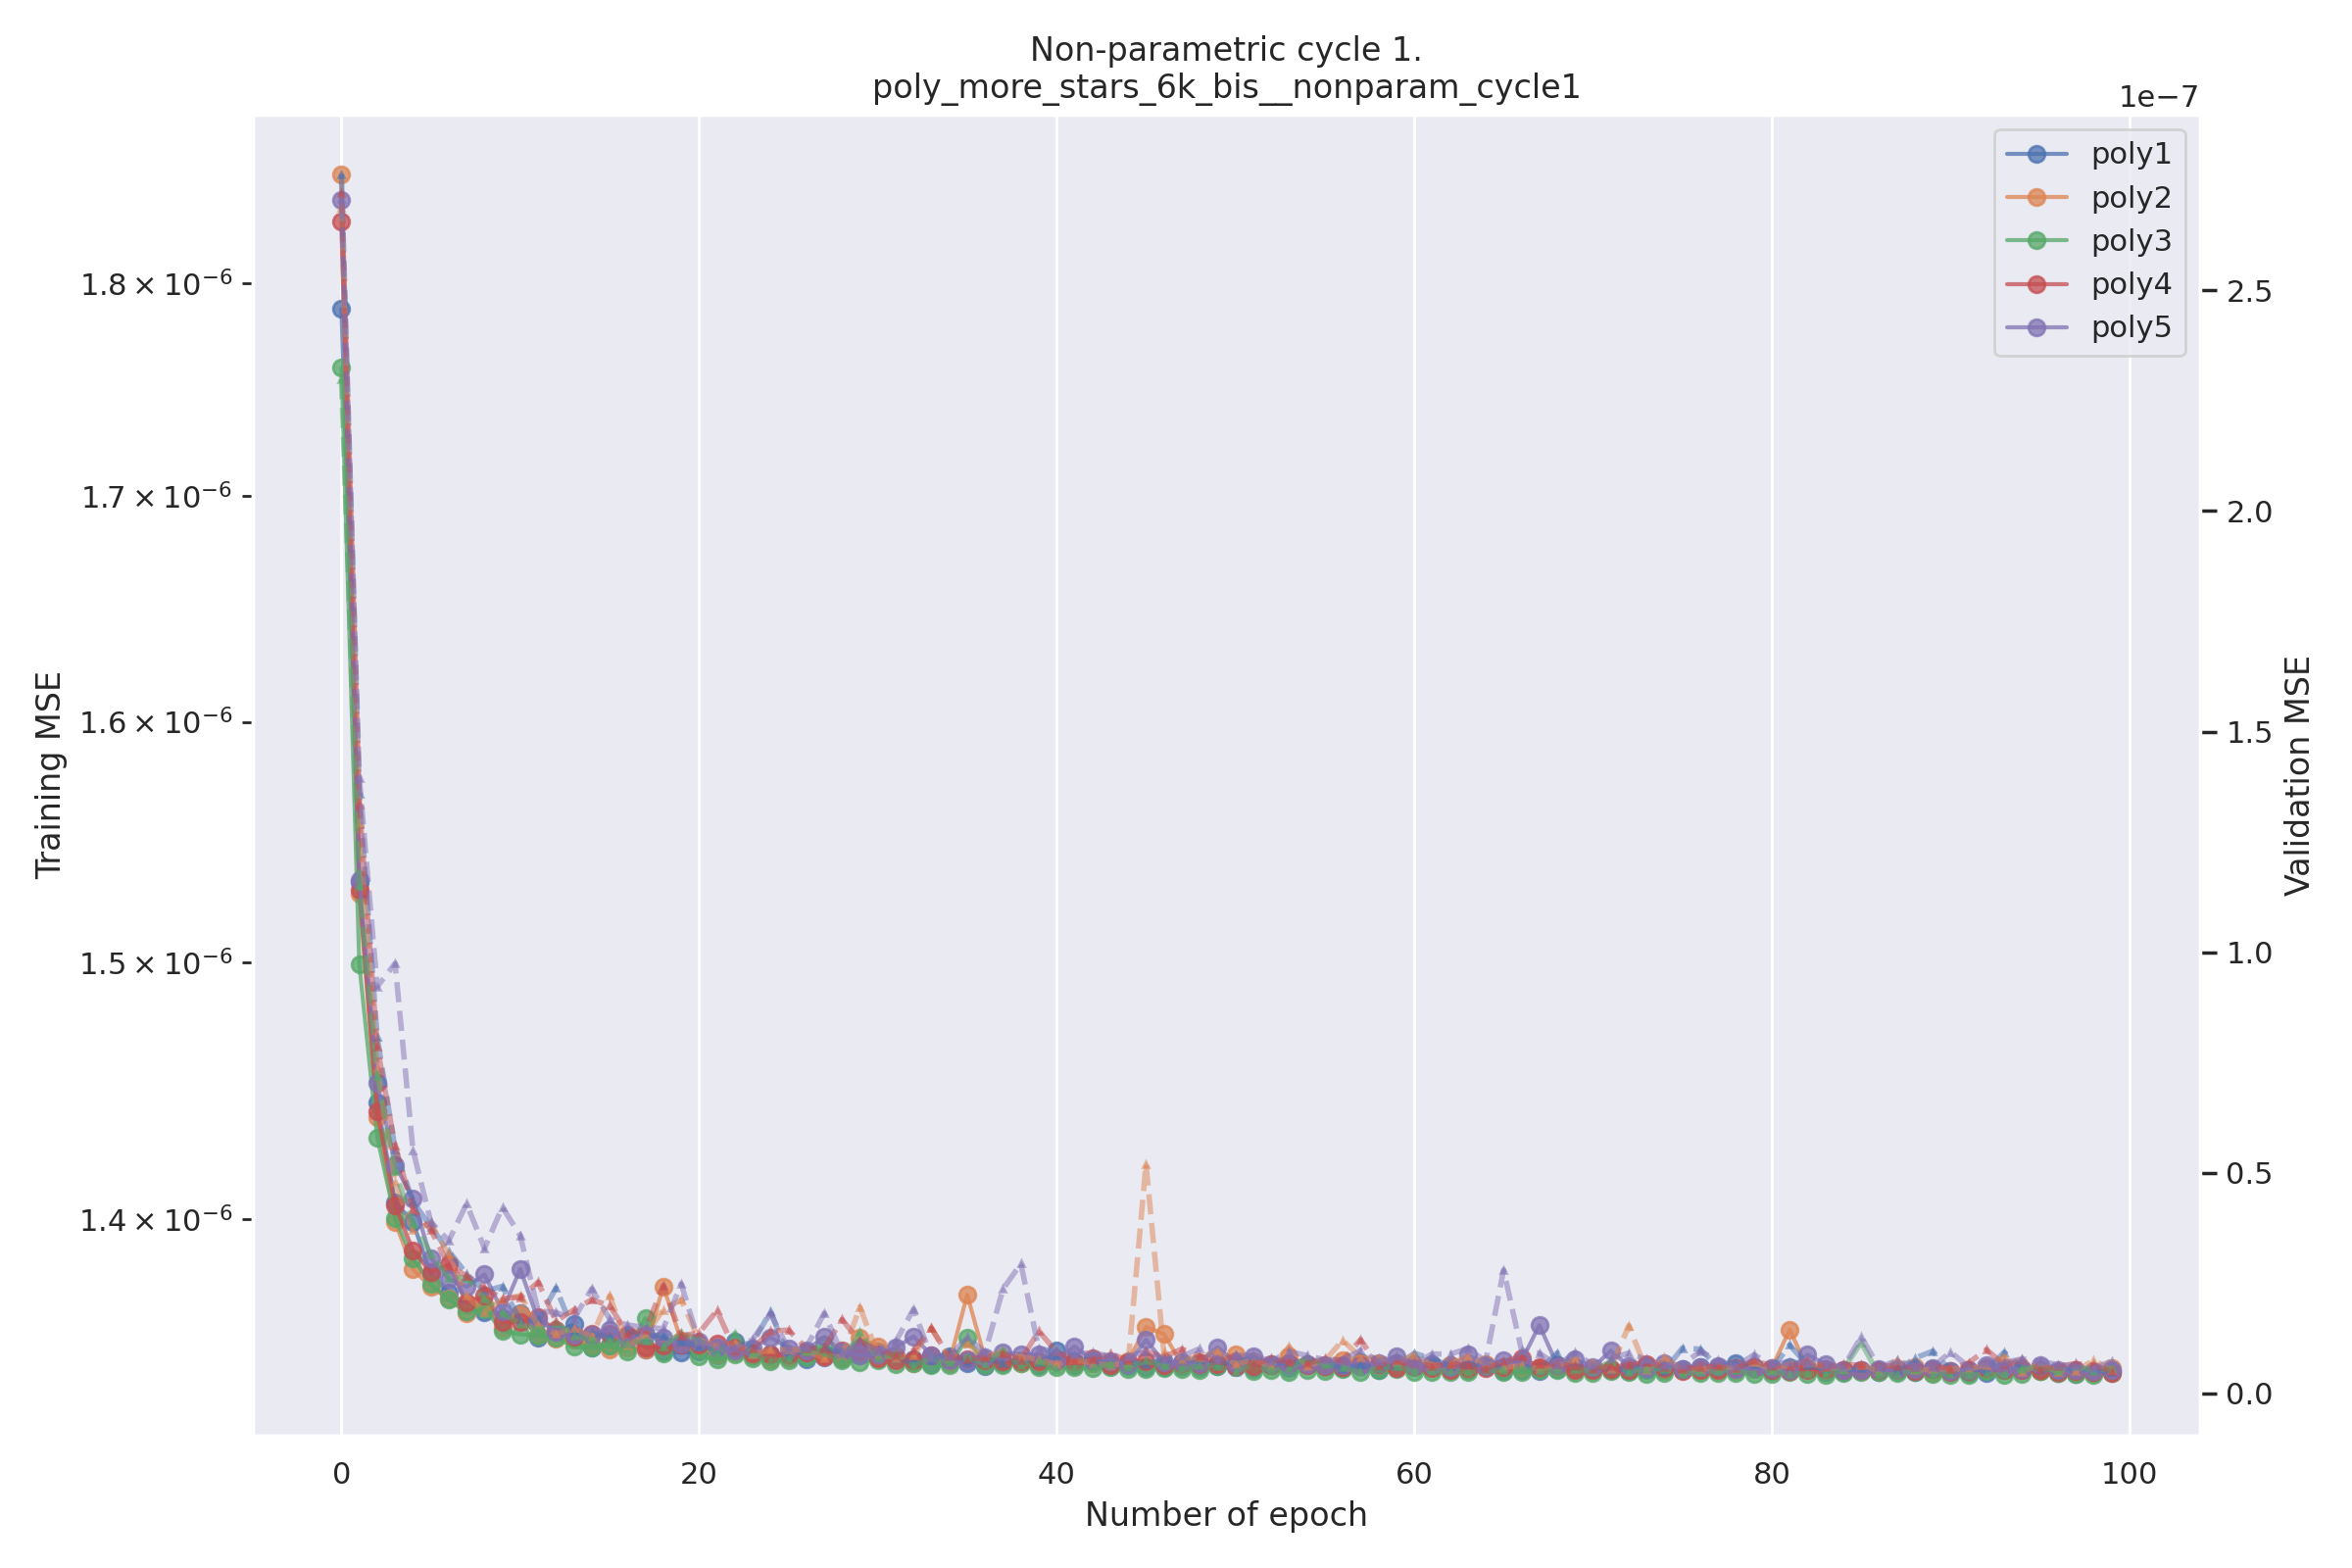 Non-parametric cycle 1.
poly_more_stars_6k_bis__nonparam_cycle1
1e−7
poly1
poly2
poly3
poly4
poly5
Training MSE
1.8 × 10⁻⁶
1.7 × 10⁻⁶
1.6 × 10⁻⁶
1.5 × 10⁻⁶
1.4 × 10⁻⁶
2.5
2.0
1.5
1.0
0.5
0.0
Validation MSE
0 20 40 60 80 100
Number of epoch